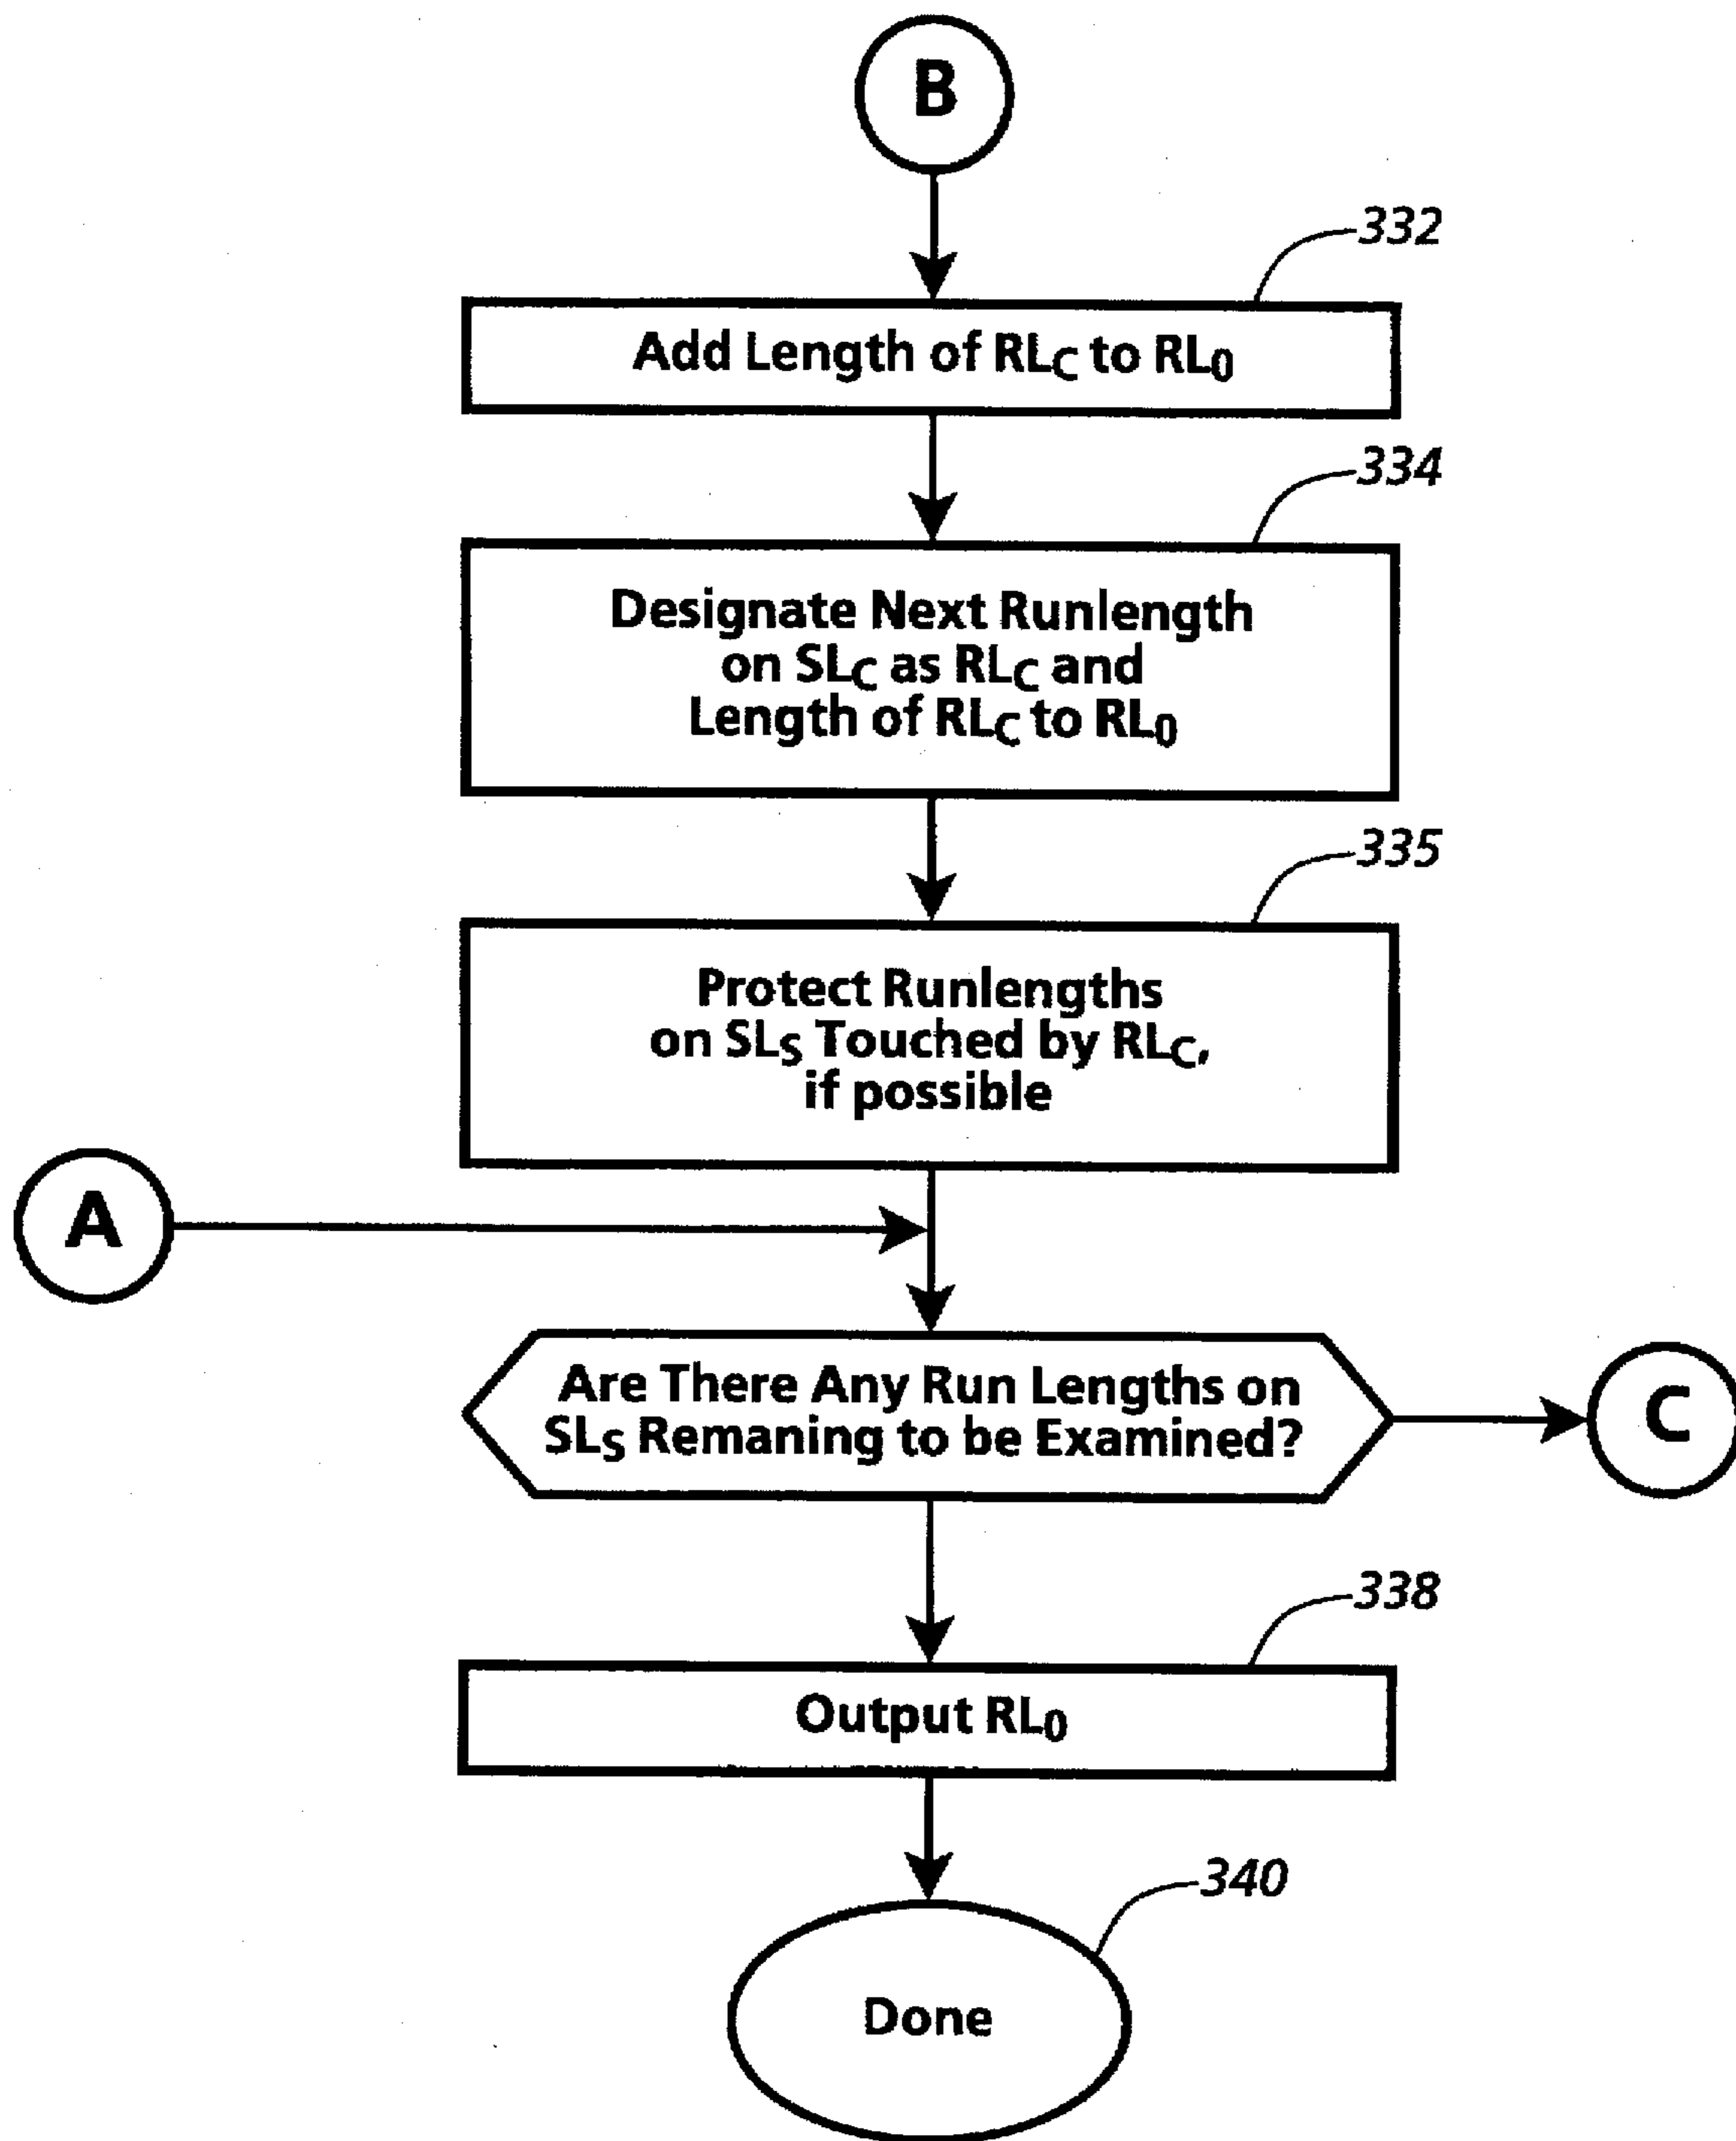 B
332
Add Length of RLC to RL0
334
Designate Next Runlength
on SLC as RLC and
Length of RLC to RL0
335
Protect Runlengths
on SLS Touched by RLC,
if possible
A
Are There Any Run Lengths on
SLS Remaning to be Examined?
C
338
Output RL0
340
Done